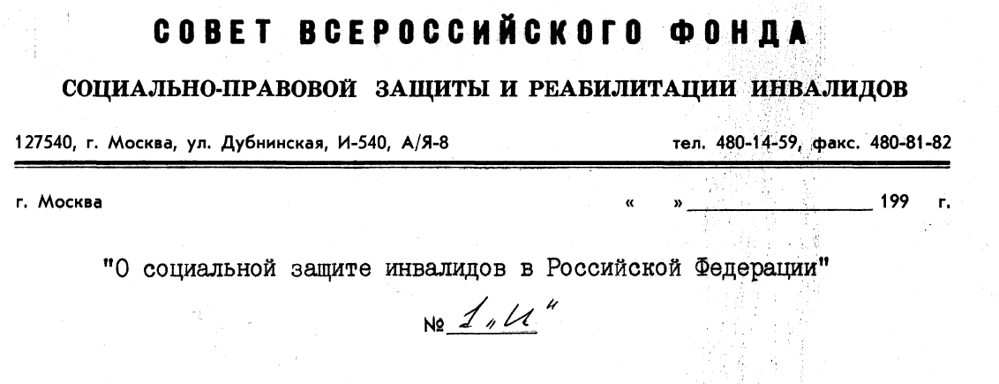 СОВЕТ ВСЕРОССИЙСКОГО ФОНДА
СОЦИАЛЬНО-ПРАВОВОЙ ЗАЩИТЫ И РЕАБИЛИТАЦИИ ИНВАЛИДОВ
127540, г. Москва, ул. Дубнинская, И-540, А/Я-8 тел. 480-14-59, факс. 480-81-82
г. Москва « »____________ 199 г.
"О социальной защите инвалидов в Российской Федерации"
№ 1 „И“